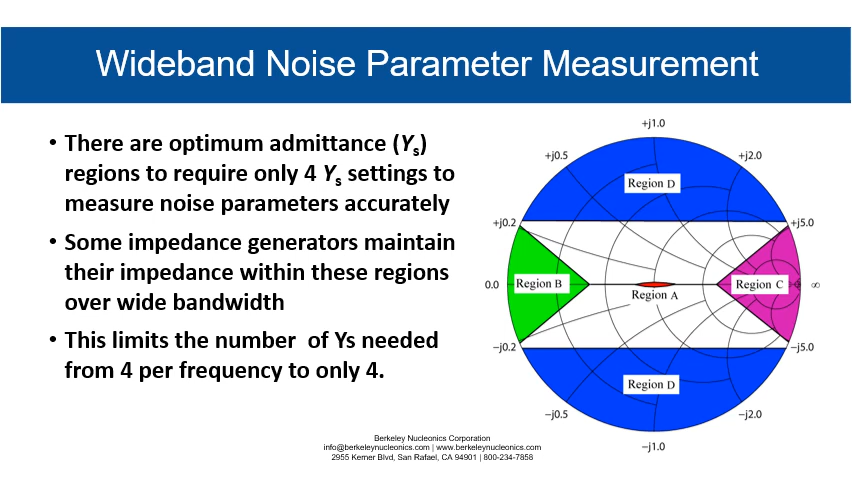 Wideband Noise Parameter Measurement
• There are optimum admittance (Ys)
regions to require only 4 Ys settings to
measure noise parameters accurately
• Some impedance generators maintain
their impedance within these regions
over wide bandwidth
• This limits the number of Ys needed
from 4 per frequency to only 4.
+j1.0
+j0.5
+j2.0
Region D
+j0.2
+j5.0
0.0
Region B
Region A
Region C
∞
−j0.2
−j5.0
Region D
−j0.5
−j2.0
−j1.0
Berkeley Nucleonics Corporation
info@berkeleynucleonics.com | www.berkeleynucleonics.com
2955 Kerner Blvd, San Rafael, CA 94901 | 800-234-7858